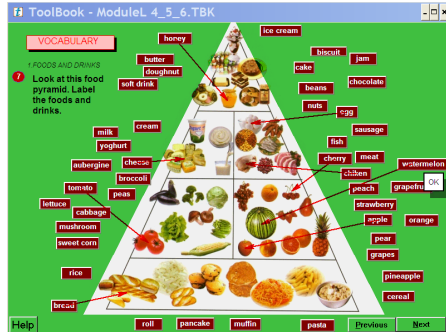 ToolBook - ModuleL 4_5_6.TBK
VOCABULARY
1.FOODS AND DRINKS
Look at this food
pyramid. Label
the foods and
drinks.
ice cream
honey
biscuit
butter
jam
cake
doughnut
chocolate
soft drink
beans
nuts
egg
cream
sausage
milk
fish
yoghurt
cherry
meat
cheese
watermelon
aubergine
chiken
broccoli
peach
grapefru
OK
tomato
peas
lettuce
strawberry
cabbage
apple
orange
mushroom
pear
sweet corn
grapes
rice
pineapple
bread
cereal
Help
roll
pancake
muffin
pasta
Previous
Next